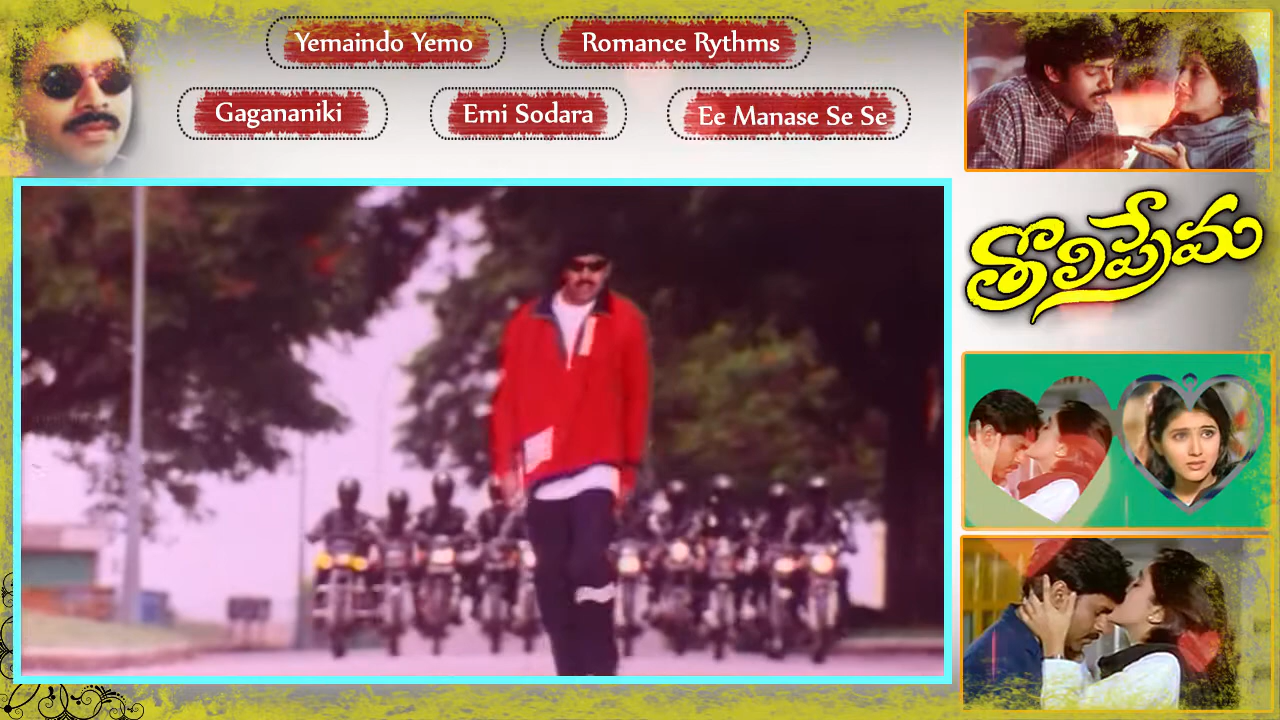 Yemaindo Yemo
Romance Rythms
Gagananiki
Emi Sodara
Ee Manase Se Se
తొలిప్రేమ